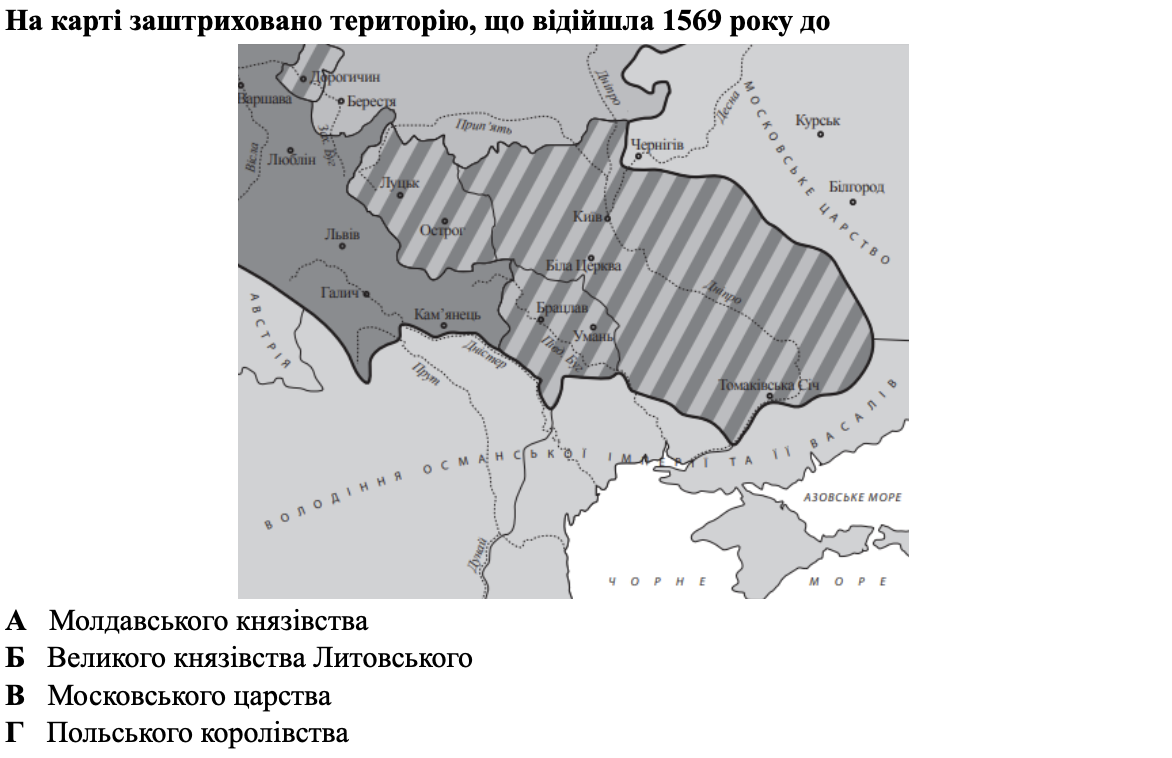 На карті заштриховано територію, що відійшла 1569 року до
Дорогичин
Варшава
Берестя
Дніпро
Десна
МОСКОВСЬКЕ ЦАРСТВО
Курськ
Прип'ять
Зах. Буг
Вісла
Люблін
Чернігів
Білгород
Луцьк
Острог
Київ
Львів
Біла Церква
Галич
Кам'янець
Брацлав
Умань
Дніпро
АВСТРІЯ
Дністер
Півд. Буг
Прут
Томаківська Січ
ВОЛОДІННЯ ОСМАНСЬКОЇ ІМПЕРІЇ ТА ЇЇ ВАСАЛІВ
АЗОВСЬКЕ МОРЕ
Дунай
ЧОРНЕ МОРЕ
А Молдавського князівства
Б Великого князівства Литовського
В Московського царства
Г Польського королівства